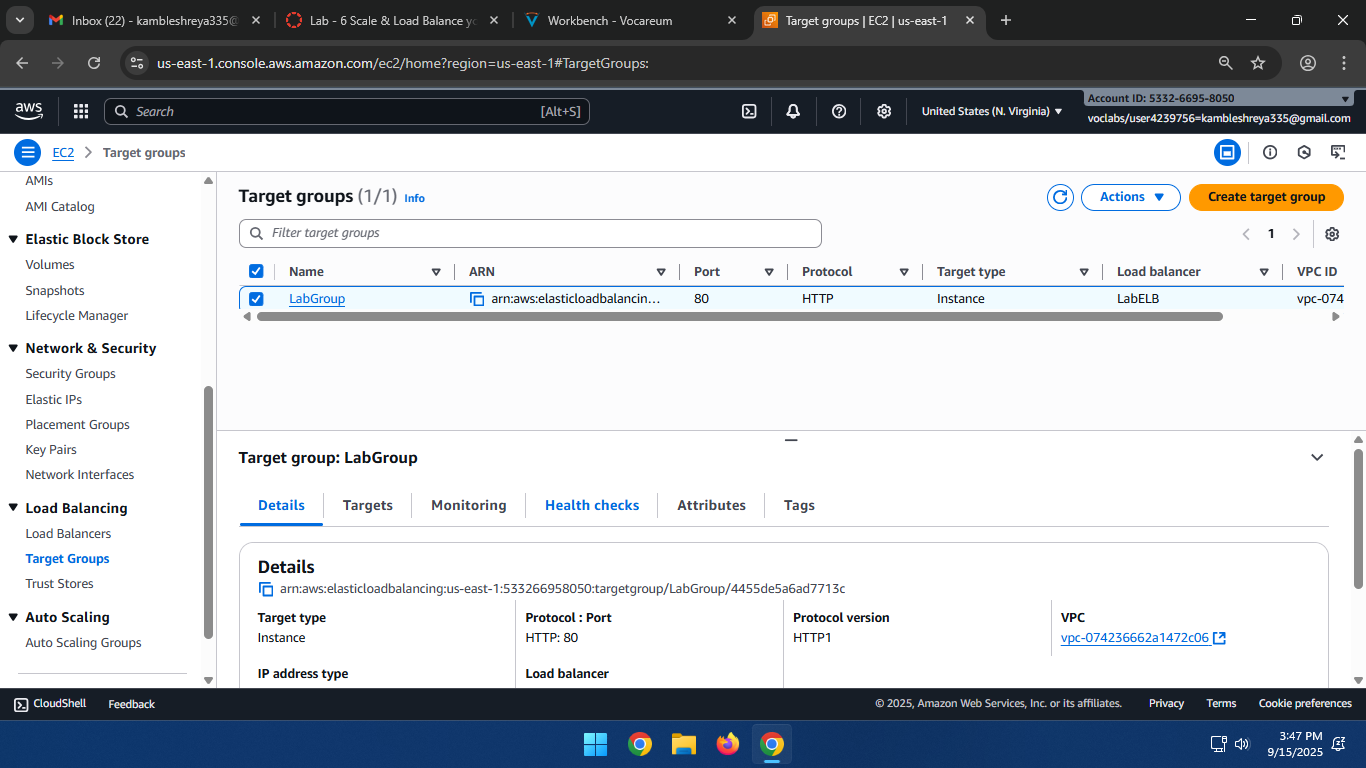 Inbox (22) - kambleshreya335@
Lab - 6 Scale & Load Balance yo
Workbench - Vocareum
Target groups | EC2 | us-east-1
us-east-1.console.aws.amazon.com/ec2/home?region=us-east-1#TargetGroups:
aws
Search [Alt+S]
United States (N. Virginia)
Account ID: 5332-6695-8050
voclabs/user4239756=kambleshreya335@gmail.com
EC2 > Target groups
AMIs
AMI Catalog
Elastic Block Store
Volumes
Snapshots
Lifecycle Manager
Network & Security
Security Groups
Elastic IPs
Placement Groups
Key Pairs
Network Interfaces
Load Balancing
Load Balancers
Target Groups
Trust Stores
Auto Scaling
Auto Scaling Groups
Target groups (1/1) Info
Actions
Create target group
Filter target groups
1
Name ARN Port Protocol Target type Load balancer VPC ID
LabGroup arn:aws:elasticloadbalancin... 80 HTTP Instance LabELB vpc-074
Target group: LabGroup
Details Targets Monitoring Health checks Attributes Tags
Details
arn:aws:elasticloadbalancing:us-east-1:533266958050:targetgroup/LabGroup/4455de5a6ad7713c
Target type Protocol : Port Protocol version VPC
Instance HTTP: 80 HTTP1 vpc-074236662a1472c06
IP address type Load balancer
CloudShell Feedback © 2025, Amazon Web Services, Inc. or its affiliates. Privacy Terms Cookie preferences
3:47 PM
9/15/2025